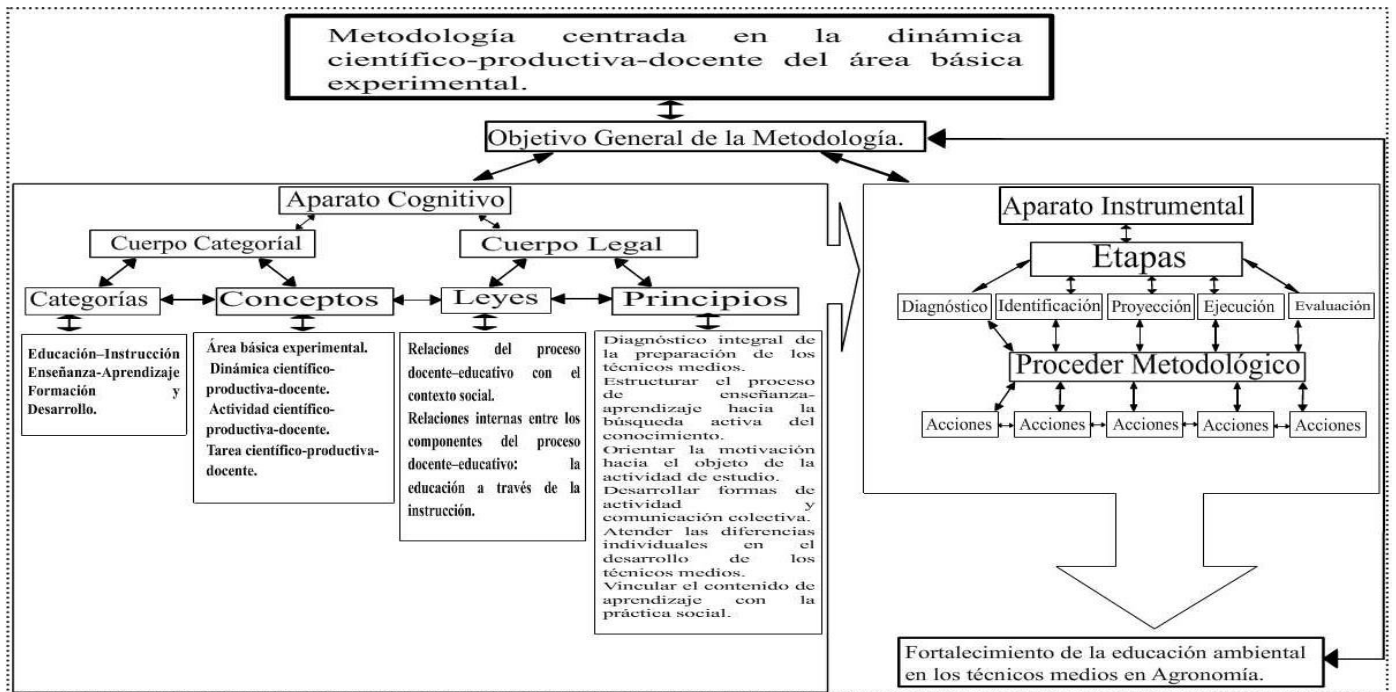 Metodología centrada en la dinámica
científico-productiva-docente del área básica
experimental.
Objetivo General de la Metodología.
Aparato Cognitivo
Cuerpo Categoríal
Cuerpo Legal
Categorías
Conceptos
Leyes
Principios
Educación–Instrucción
Enseñanza-Aprendizaje
Formación y
Desarrollo.
Área básica experimental.
Dinámica científico-
productiva-docente.
Actividad científico-
productiva-docente.
Tarea científico-productiva-
docente.
Relaciones del proceso
docente-educativo con el
contexto social.
Relaciones internas entre los
componentes del proceso
docente–educativo: la
educación a través de la
instrucción.
Diagnóstico integral de
la preparación de los
técnicos medios.
Estructurar el proceso
de enseñanza-
aprendizaje hacia la
búsqueda activa del
conocimiento.
Orientar la motivación
hacia el objeto de la
actividad de estudio.
Desarrollar formas de
actividad y
comunicación colectiva.
Atender las diferencias
individuales en el
desarrollo de los
técnicos medios.
Vincular el contenido de
aprendizaje con la
práctica social.
Aparato Instrumental
Etapas
Diagnóstico
Identificación
Proyección
Ejecución
Evaluación
Proceder Metodológico
Acciones
Acciones
Acciones
Acciones
Acciones
Fortalecimiento de la educación ambiental
en los técnicos medios en Agronomía.